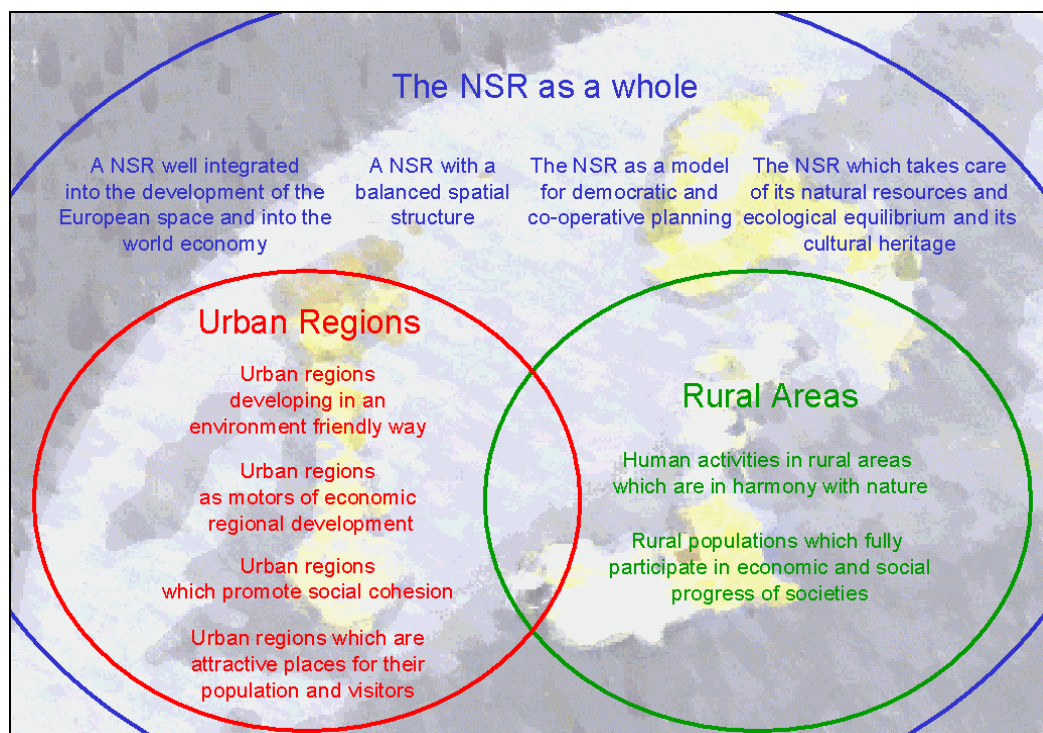 The NSR as a whole
A NSR well integrated
into the development of the
European space and into the
world economy
A NSR with a
balanced spatial
structure
The NSR as a model
for democratic and
co-operative planning
The NSR which takes care
of its natural resources and
ecological equilibrium and its
cultural heritage
Urban Regions
Urban regions
developing in an
environment friendly way
Urban regions
as motors of economic
regional development
Urban regions
which promote social cohesion
Urban regions which are
attractive places for their
population and visitors
Rural Areas
Human activities in rural areas
which are in harmony with nature
Rural populations which fully
participate in economic and social
progress of societies